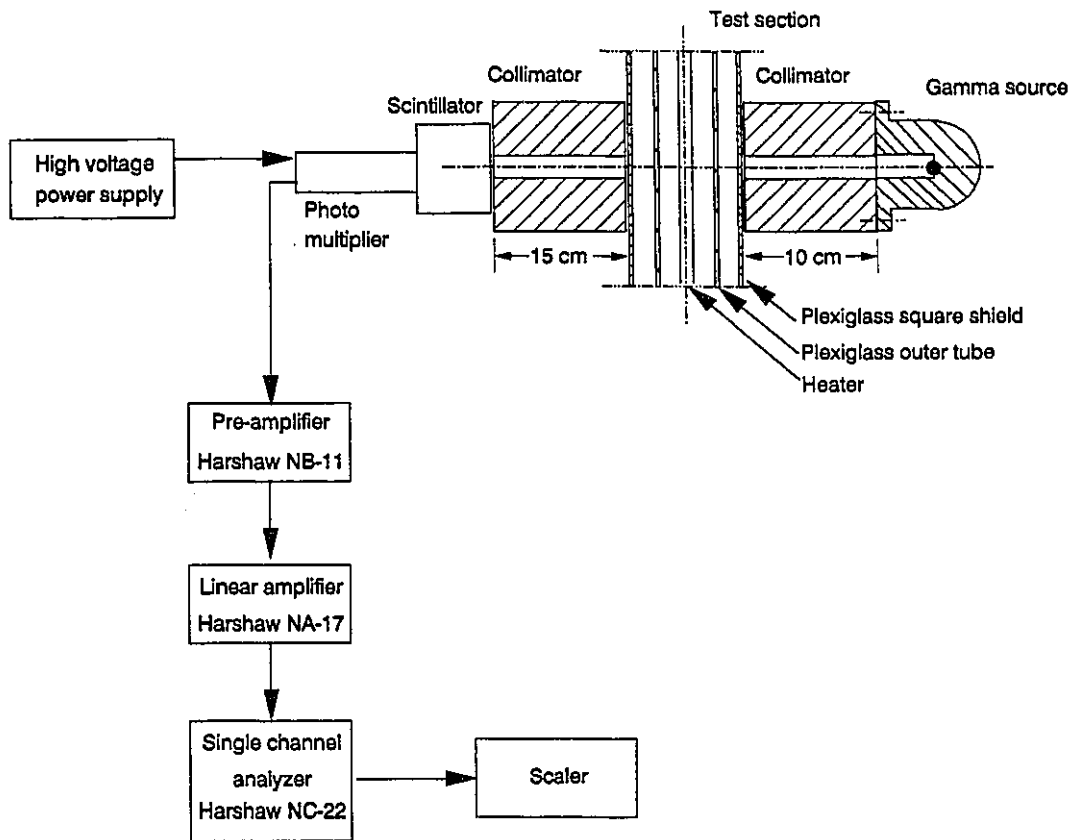 Test section
Collimator
Collimator
Gamma source
Scintillator
High voltage
power supply
Photo
multiplier
15 cm
10 cm
Plexiglass square shield
Plexiglass outer tube
Heater
Pre-amplifier
Harshaw NB-11
Linear amplifier
Harshaw NA-17
Single channel
analyzer
Harshaw NC-22
Scaler